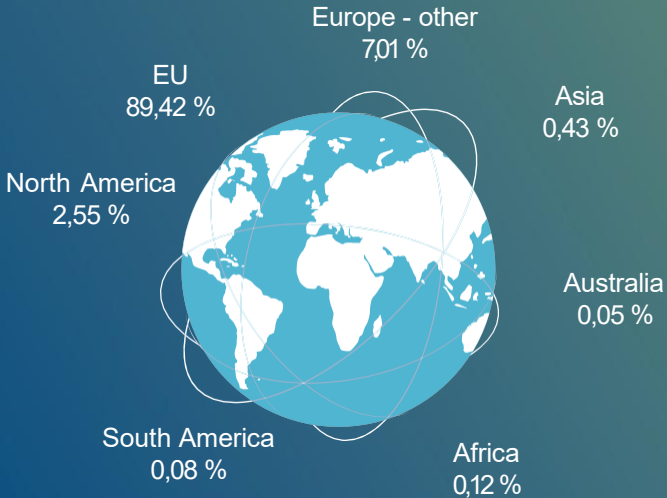 Europe - other
7,01 %
EU
89,42 %
Asia
0,43 %
North America
2,55 %
Australia
0,05 %
South America
0,08 %
Africa
0,12 %